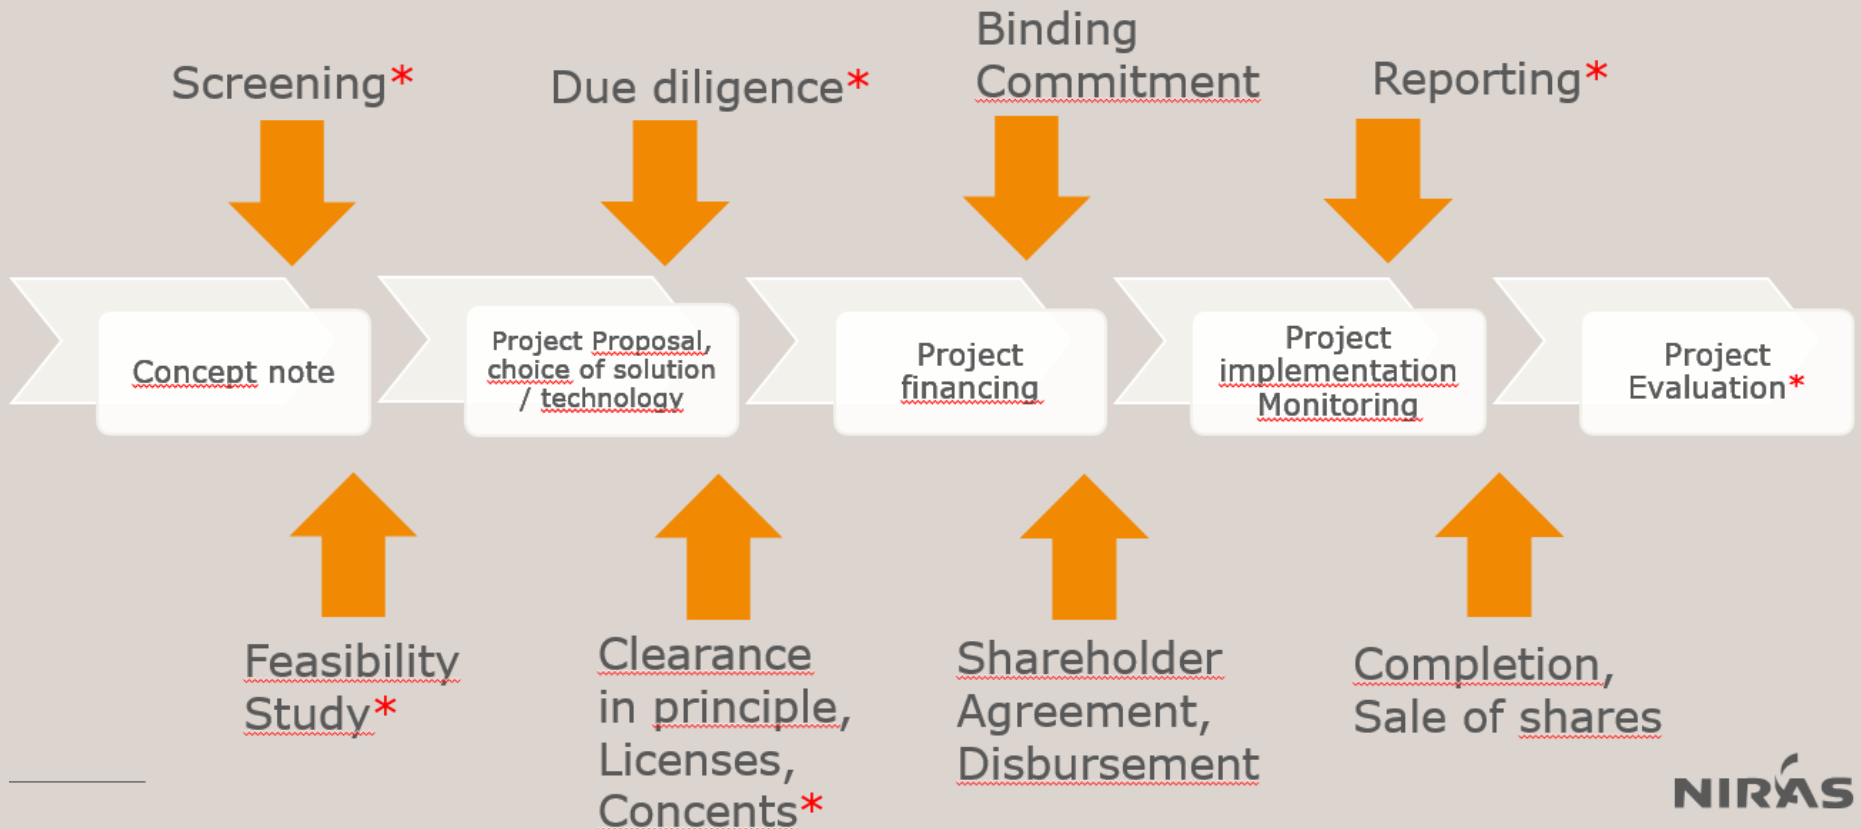 Screening*
Due diligence*
Binding
Commitment
Reporting*
Concept note
Project Proposal,
choice of solution
/ technology
Project
financing
Project
implementation
Monitoring
Project
Evaluation*
Feasibility
Study*
Clearance
in principle,
Licenses,
Concents*
Shareholder
Agreement,
Disbursement
Completion,
Sale of shares
NIRAS